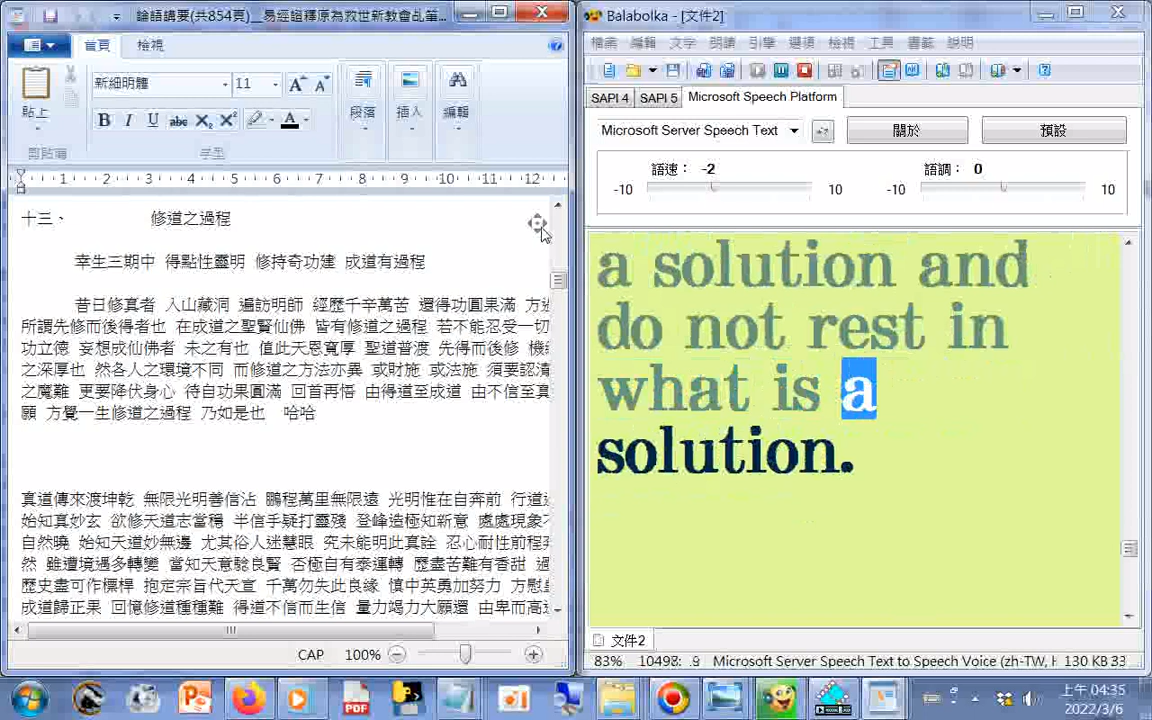 論語講要(共854頁)__易經證釋原為救世新教會乩筆...
首頁 檢視
新細明體 11
貼上
剪貼簿
字型
段落
插入
編輯
1 2 3 4 5 6 7 8 9 10 11 12
十三、 修道之過程
幸生三期中 得點性靈明 修持奇功建 成道有過程
昔日修真者 入山藏洞 遍訪明師 經歷千辛萬苦 還得功圓果滿 方
所謂先修而後得者也 在成道之聖賢仙佛 皆有修道之過程 若不能忍受一切
功立德 妄想成仙佛者 未之有也 值此天恩寬厚 聖道普渡 先得而後修 機
之深厚也 然各人之環境不同 而修道之方法亦異 或財施 或法施 須要認清
之魔難 更要降伏身心 待自功果圓滿 回首再悟 由得道至成道 由不信至真
願 方覺一生修道之過程 乃如是也 哈哈
真道傳來渡坤乾 無限光明善信沾 鵬程萬里無限遠 光明惟在自奔前 行道
始知真妙玄 欲修天道志當穩 半信半疑打靈殘 登峰造極知新意 處處現象
自然曉 始知天道妙無邊 尤其俗人迷慧眼 究未能明此真詮 忍心耐性前程
然 雖遭境遇多轉變 當知天意驗良賢 否極自有泰運轉 歷盡苦難有香甜 過
歷史盡可作標桿 抱定宗旨代天宣 千萬勿失此良緣 慎中英勇加努力 方慰
成道歸正果 回憶修道種種難 得道不信而生信 量力竭力大願還 由卑而高
CAP 100%
Balabolka - [文件2]
檔案 編輯 文字 朗讀 引擎 選項 檢視 工具 書籤 說明
SAPI 4 SAPI 5 Microsoft Speech Platform
Microsoft Server Speech Text 關於 預設
語速： -2 語調： 0
-10 10 -10 10
a solution and
do not rest in
what is a
solution.
文件2
83% Microsoft Server Speech Text to Speech Voice (zh-TW, 130 KB
上午 04:35
2022/3/6